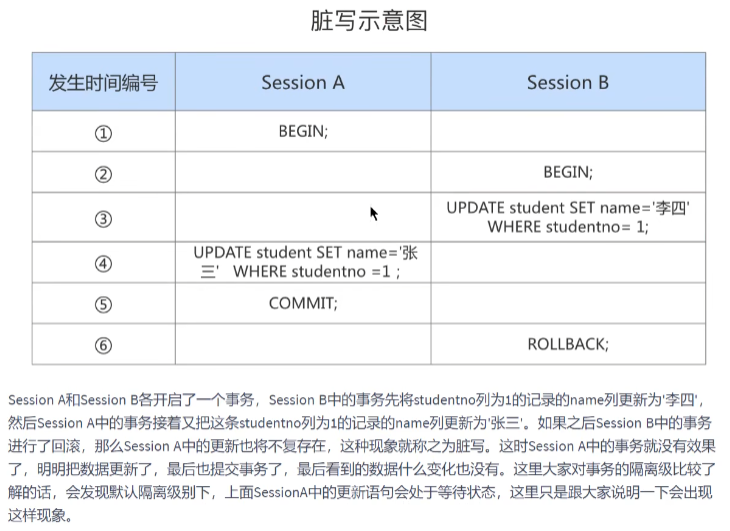 脏写示意图
发生时间编号 Session A Session B
① BEGIN;
② BEGIN;
③ UPDATE student SET name='李四'
WHERE studentno= 1;
④ UPDATE student SET name='张
三' WHERE studentno =1 ;
⑤ COMMIT;
⑥ ROLLBACK;
Session A和Session B各开启了一个事务，Session B中的事务先将studentno列为1的记录的name列更新为'李四'，
然后Session A中的事务接着又把这条studentno列为1的记录的name列更新为'张三'。如果之后Session B中的事务
进行了回滚，那么Session A中的更新也将不复存在，这种现象就称之为脏写。这时Session A中的事务就没有效果
了，明明把数据更新了，最后也提交事务了，最后看到的数据什么变化也没有。这里大家对事务的隔离级比较了
解的话，会发现默认隔离级别下，上面SessionA中的更新语句会处于等待状态，这里只是跟大家说明一下会出现
这样现象。